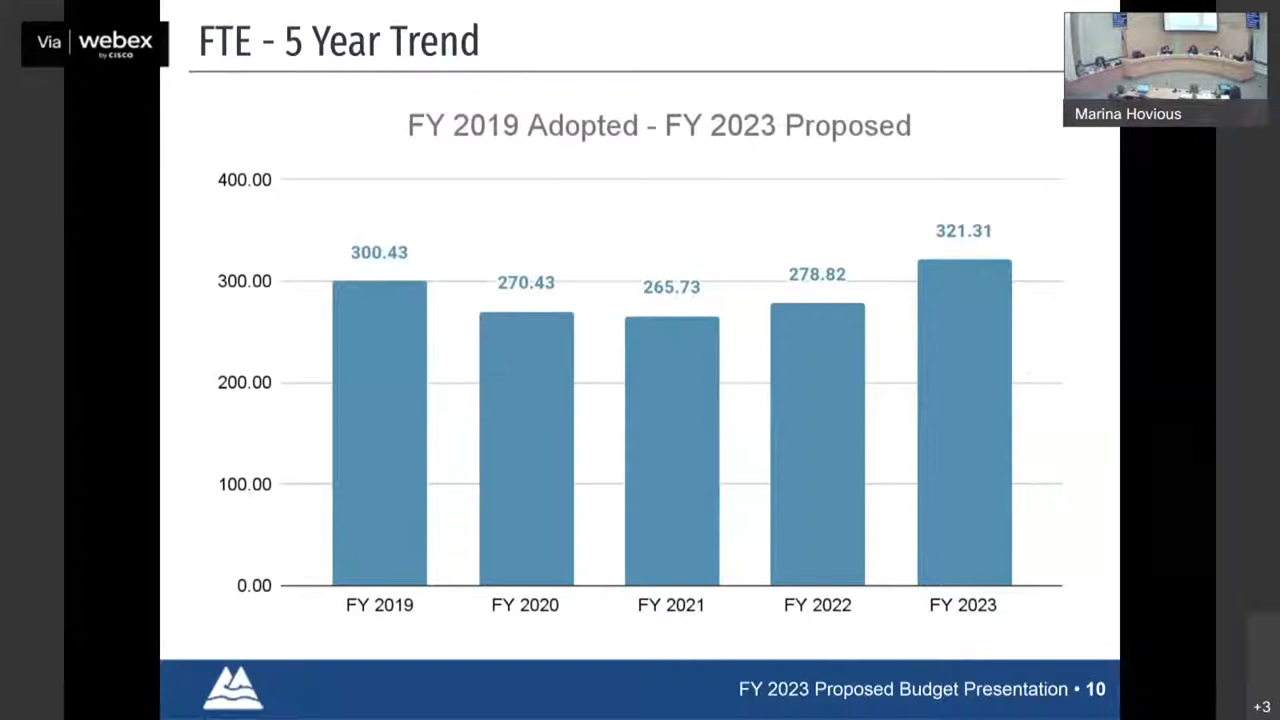 Via webex
by CISCO
FTE - 5 Year Trend
Marina Hovious
FY 2019 Adopted - FY 2023 Proposed
400.00
300.00
200.00
100.00
0.00
300.43
270.43
265.73
278.82
321.31
FY 2019 FY 2020 FY 2021 FY 2022 FY 2023
FY 2023 Proposed Budget Presentation • 10
+3